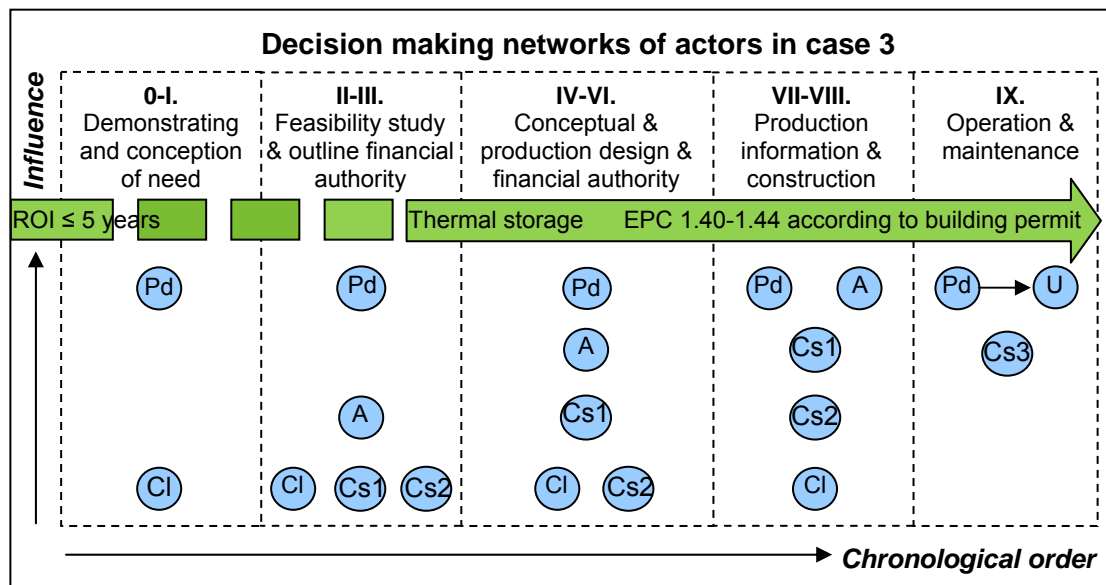 Decision making networks of actors in case 3
Influence
0-I.
Demonstrating
and conception
of need
II-III.
Feasibility study
& outline financial
authority
IV-VI.
Conceptual &
production design &
financial authority
VII-VIII.
Production
information &
construction
IX.
Operation &
maintenance
ROI ≤ 5 years
Thermal storage
EPC 1.40-1.44 according to building permit
Pd
Pd
Pd
Pd
A
Pd
U
A
Cs1
Cs3
A
Cs1
Cs2
Cl
Cl
Cs1
Cs2
Cl
Cs2
Cl
Chronological order